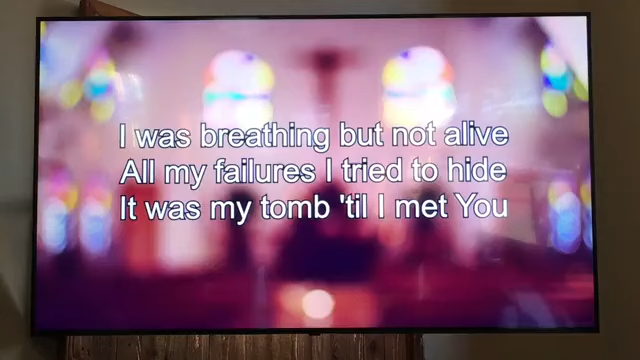 I was breathing but not alive
All my failures I tried to hide
It was my tomb 'til I met You